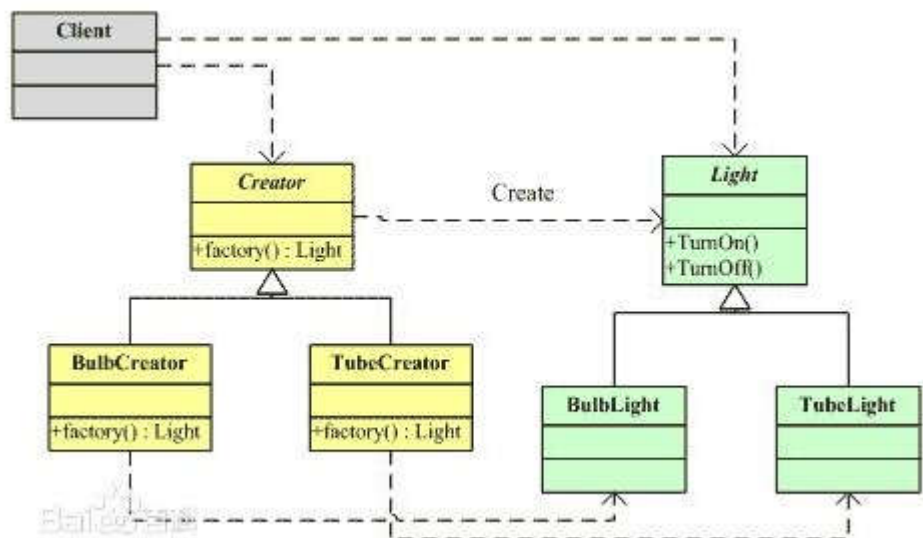 Client
Creator
+factory() : Light
Create
Light
+TurnOn()
+TurnOff()
BulbCreator
+factory() : Light
TubeCreator
+factory() : Light
BulbLight
TubeLight